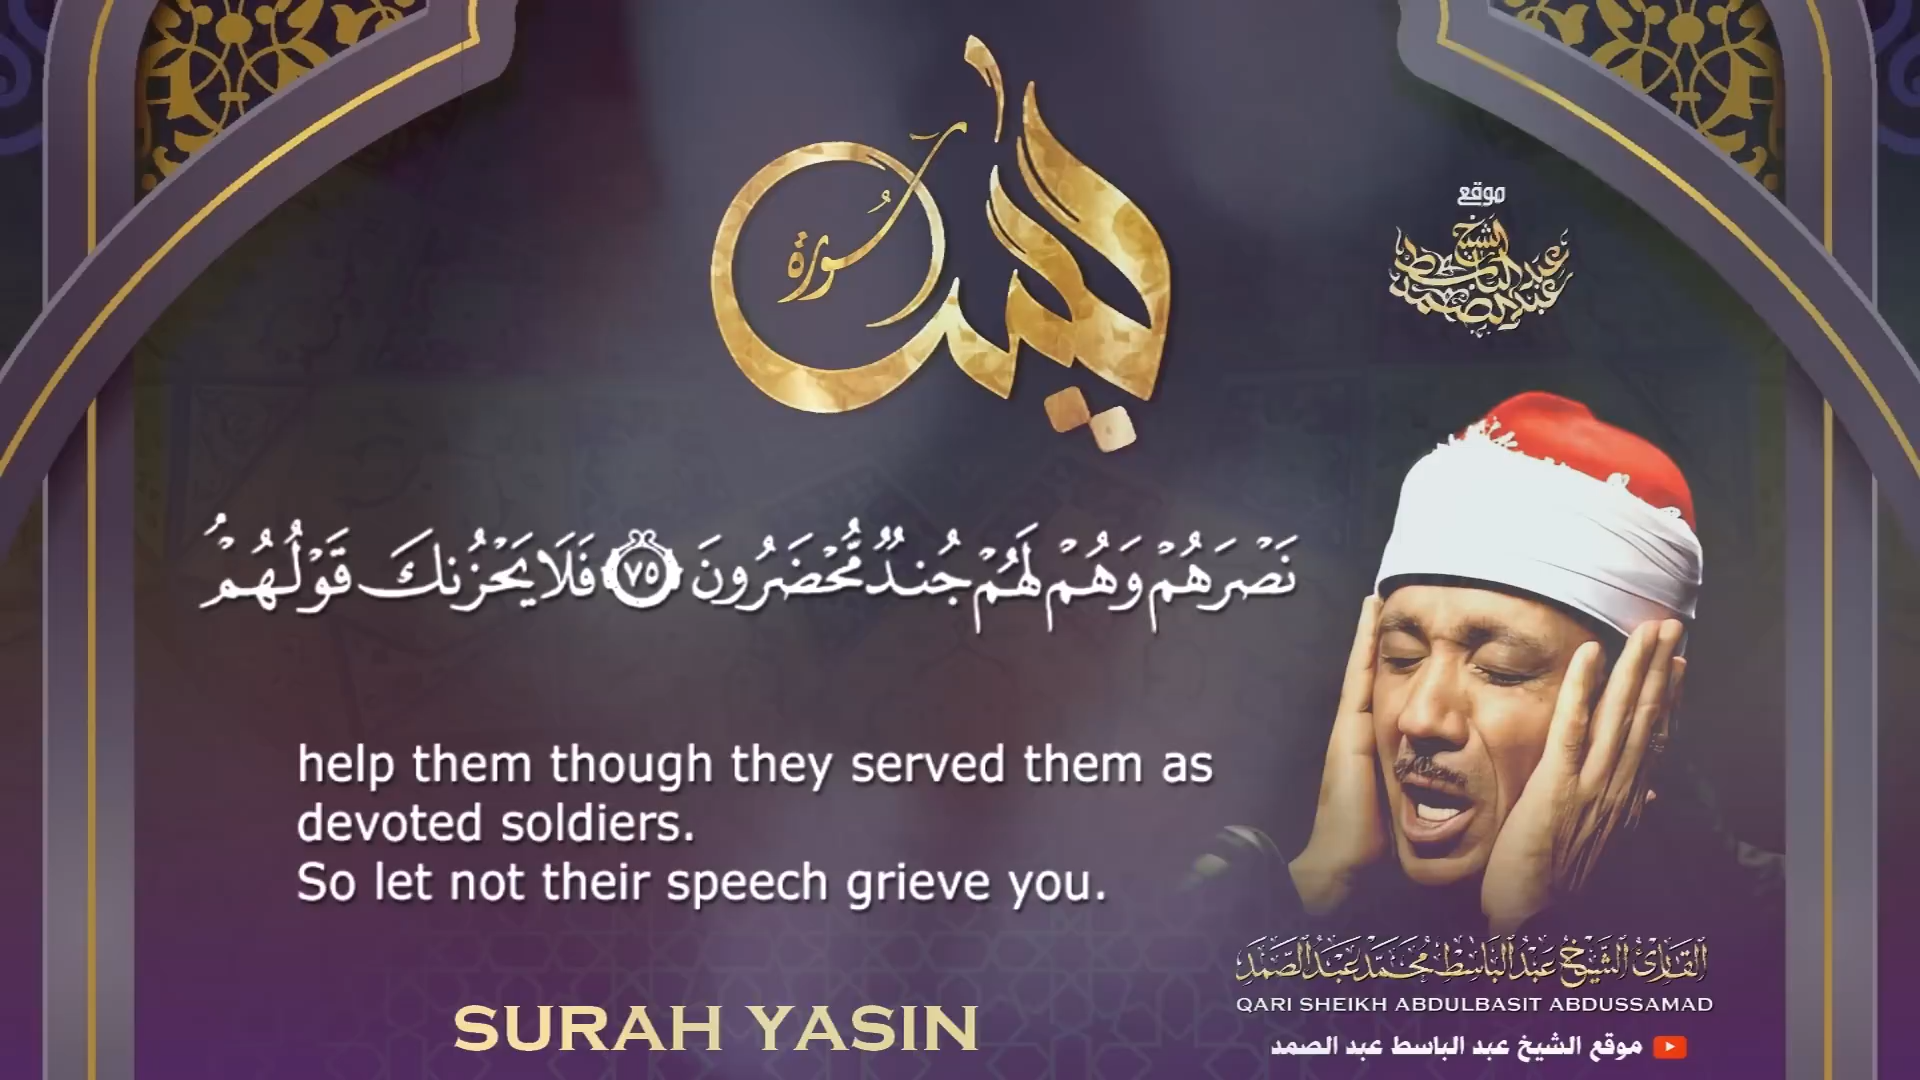 سورة
يس
موقع
الشيخ
عبد الباسط
عبد الصمد
نَصْرَهُمْ وَهُمْ لَهُمْ جُندٌ مُّحْضَرُونَ ٧٥ فَلَا يَحْزُنكَ قَوْلُهُمْ
help them though they served them as
devoted soldiers.
So let not their speech grieve you.
القارئ الشيخ عبد الباسط محمد عبد الصمد
QARI SHEIKH ABDULBASIT ABDUSSAMAD
SURAH YASIN
موقع الشيخ عبد الباسط عبد الصمد